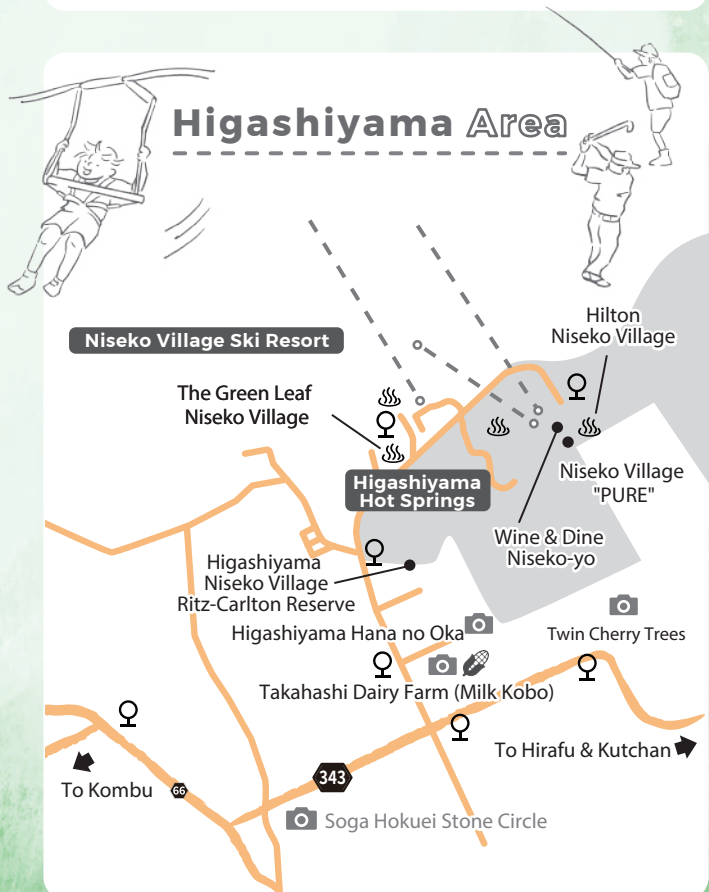 Higashiyama Area
Hilton
Niseko Village
Niseko Village Ski Resort
The Green Leaf
Niseko Village
Higashiyama
Hot Springs
Niseko Village
"PURE"
Wine & Dine
Niseko-yo
Higashiyama
Niseko Village
Ritz-Carlton Reserve
Higashiyama Hana no Oka
Twin Cherry Trees
Takahashi Dairy Farm (Milk Kobo)
To Hirafu & Kutchan
343
To Kombu
66
Soga Hokuei Stone Circle